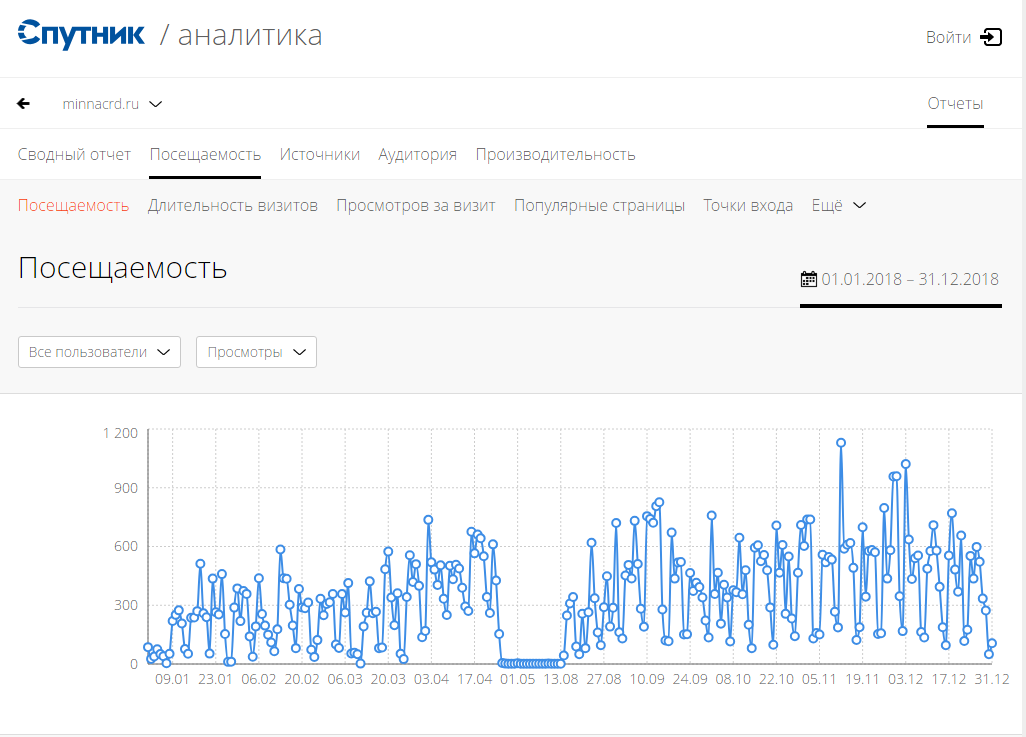 Спутник / аналитика
Войти
minnacrd.ru
Отчеты
Сводный отчет Посещаемость Источники Аудитория Производительность
Посещаемость Длительность визитов Просмотров за визит Популярные страницы Точки входа Ещё
Посещаемость
01.01.2018 – 31.12.2018
Все пользователи Просмотры
1 200
900
600
300
0
09.01 23.01 06.02 20.02 06.03 20.03 03.04 17.04 01.05 13.08 27.08 10.09 24.09 08.10 22.10 05.11 19.11 03.12 17.12 31.12